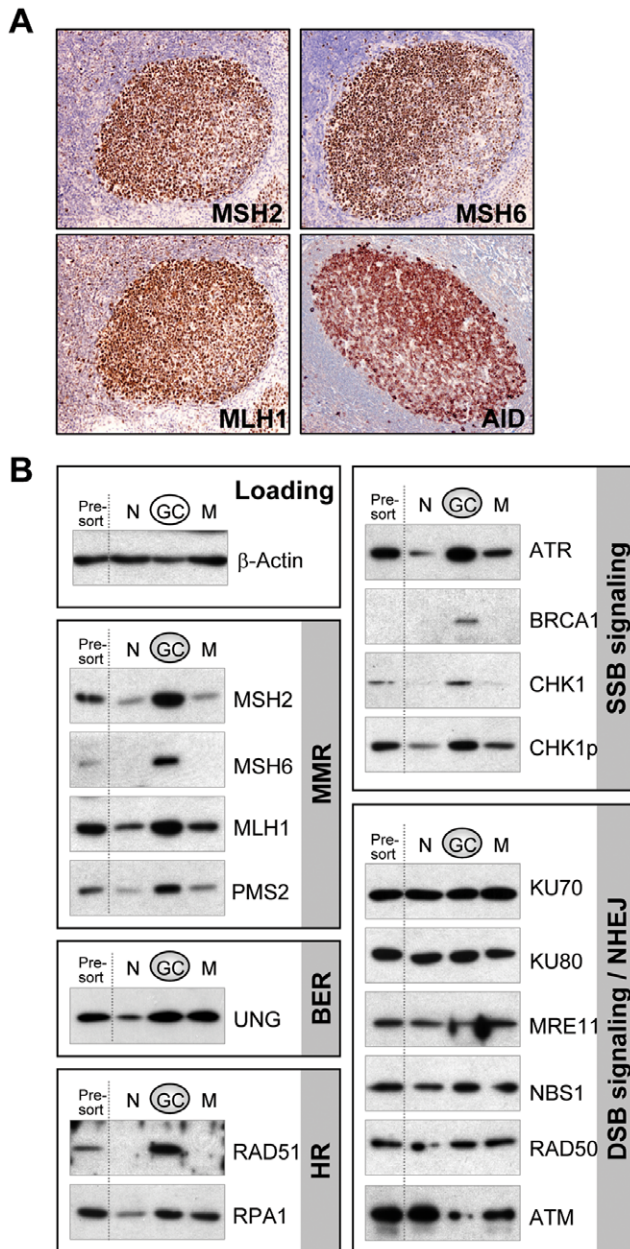 A
MSH2
MSH6
MLH1
AID
B
Loading
Pre-
sort
N
GC
M
β-Actin
Pre-
sort
N
GC
M
MSH2
MSH6
MLH1
PMS2
MMR
Pre-
sort
N
GC
M
UNG
BER
Pre-
sort
N
GC
M
RAD51
RPA1
HR
Pre-
sort
N
GC
M
ATR
BRCA1
CHK1
CHK1p
SSB signaling
Pre-
sort
N
GC
M
KU70
KU80
MRE11
NBS1
RAD50
ATM
DSB signaling / NHEJ